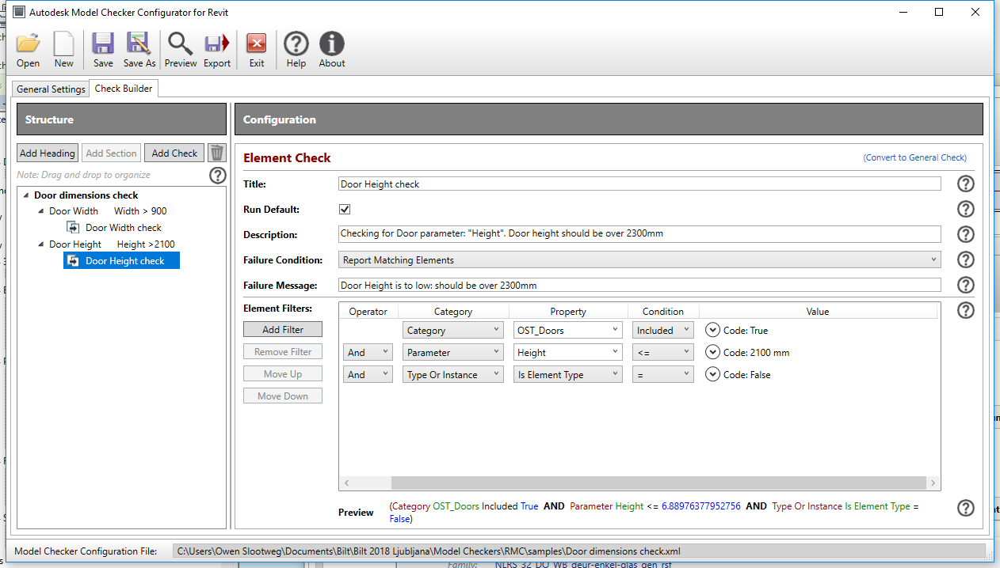 Autodesk Model Checker Configurator for Revit
Open New Save Save As Preview Export Exit Help About
General Settings Check Builder
Structure
Configuration
Add Heading Add Section Add Check
Note: Drag and drop to organize
Door dimensions check
Door Width Width > 900
Door Width check
Door Height Height >2100
Door Height check
Element Check
(Convert to General Check)
Title: Door Height check
Run Default:
Description: Checking for Door parameter: "Height". Door height should be over 2300mm
Failure Condition: Report Matching Elements
Failure Message: Door Height is to low: should be over 2300mm
Element Filters:
Add Filter
Remove Filter
Move Up
Move Down
Operator Category Property Condition Value
Category OST_Doors Included Code: True
And Parameter Height <= Code: 2100 mm
And Type Or Instance Is Element Type = Code: False
Preview (Category OST_Doors Included True AND Parameter Height <= 6.88976377952756 AND Type Or Instance Is Element Type =
False)
Model Checker Configuration File: C:\Users\Owen Slootweg\Documents\Bilt\Bilt 2018 Ljubljana\Model Checkers\RMC\samples\Door dimensions check.xml
Family: NLRS_32_DO_WB_deur-enkel-glas_gen_rst